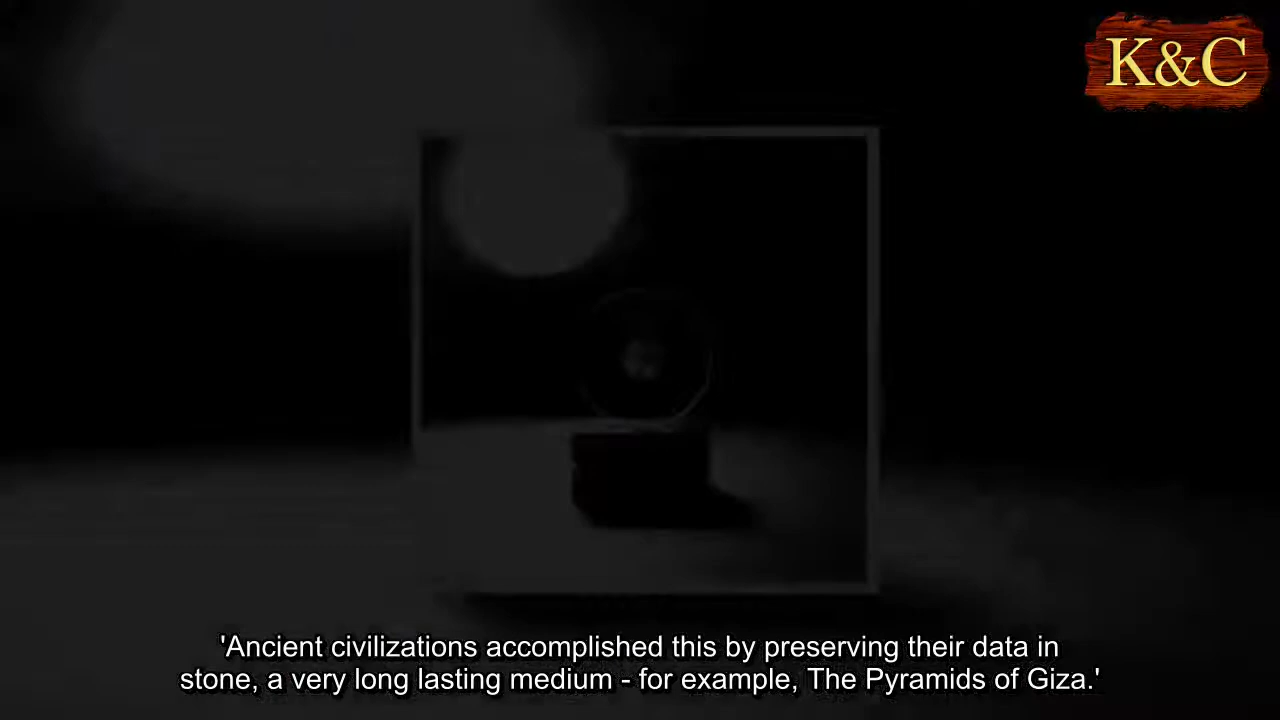 K&C
'Ancient civilizations accomplished this by preserving their data in
stone, a very long lasting medium - for example, The Pyramids of Giza.'